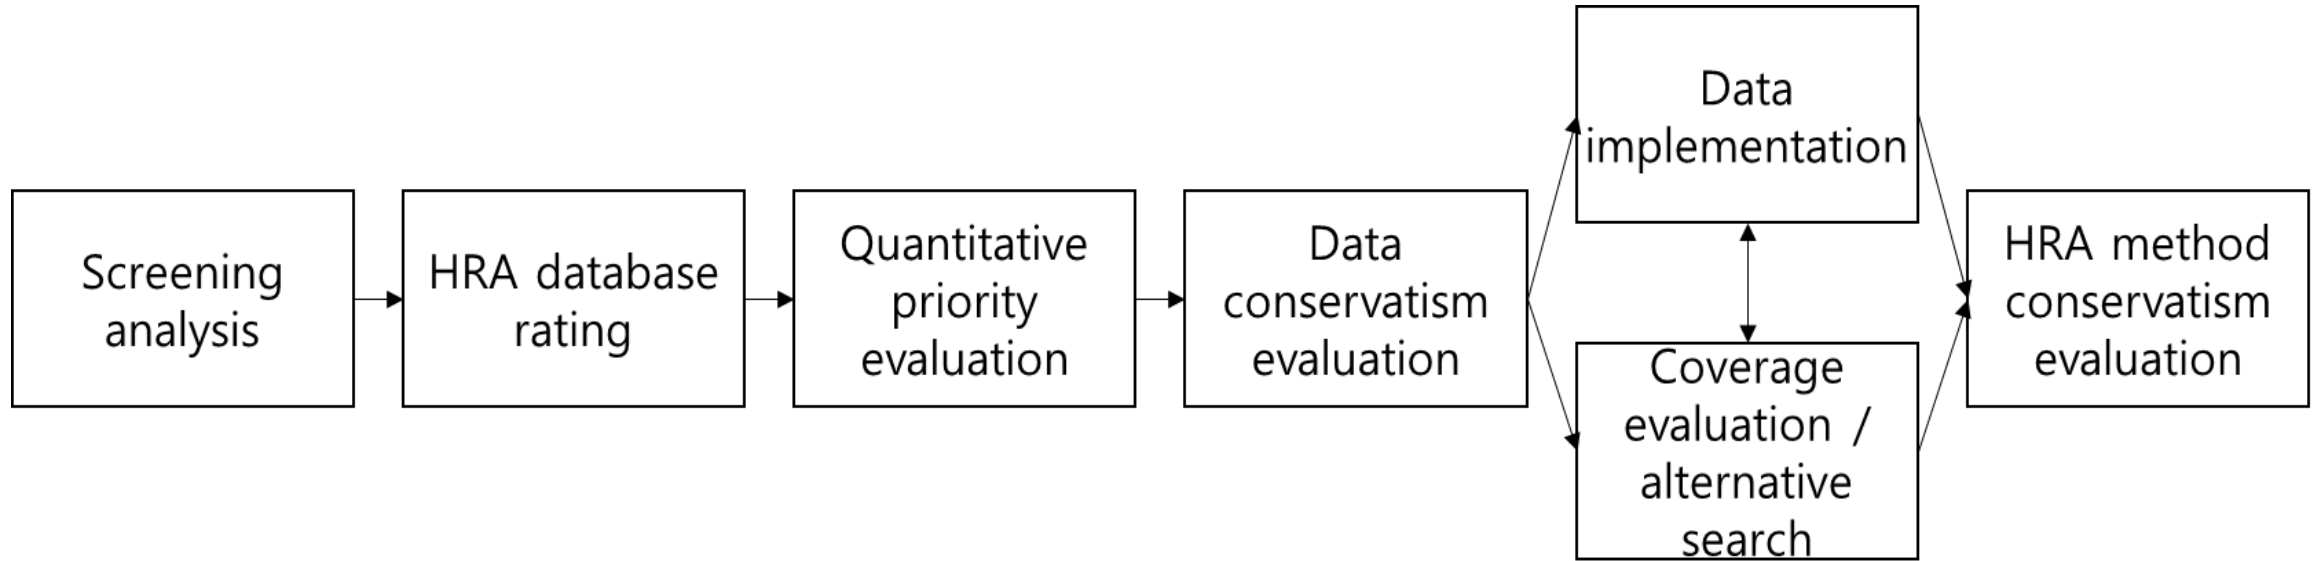 Screening
analysis
HRA database
rating
Quantitative
priority
evaluation
Data
conservatism
evaluation
Data
implementation
Coverage
evaluation /
alternative
search
HRA method
conservatism
evaluation